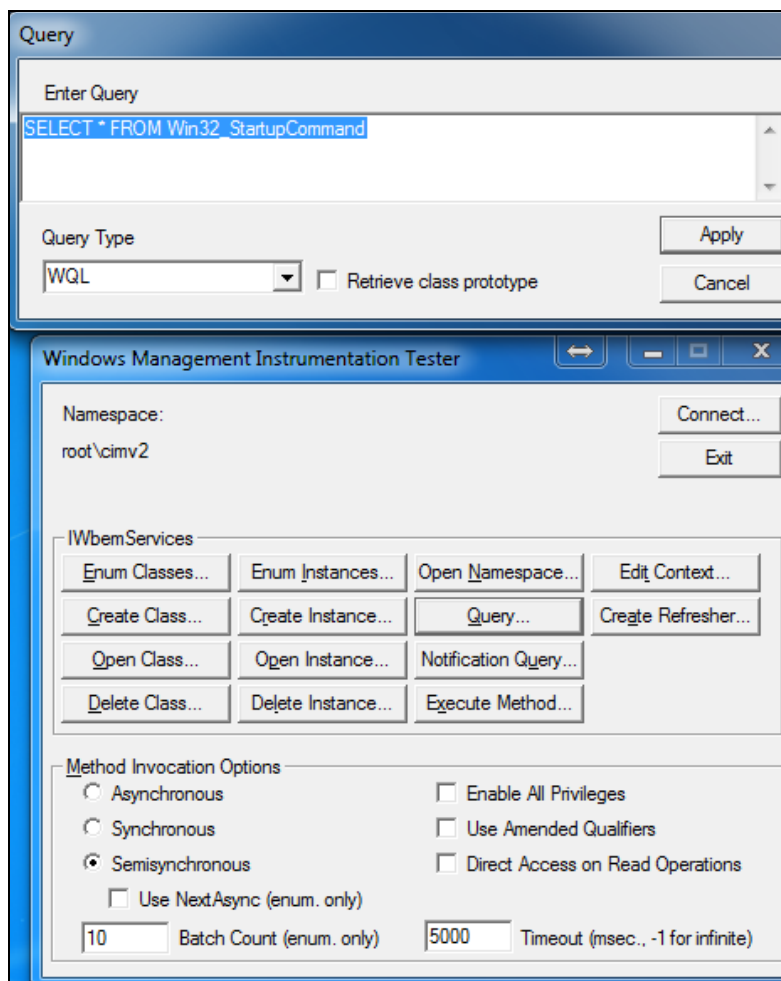 Query
Enter Query
SELECT * FROM Win32_StartupCommand
Query Type
Apply
WQL
Retrieve class prototype
Cancel
Windows Management Instrumentation Tester
Namespace:
Connect...
root\cimv2
Exit
IWbemServices
Enum Classes... Enum Instances... Open Namespace... Edit Context...
Create Class... Create Instance... Query... Create Refresher...
Open Class... Open Instance... Notification Query...
Delete Class... Delete Instance... Execute Method...
Method Invocation Options
Asynchronous Enable All Privileges
Synchronous Use Amended Qualifiers
Semisynchronous Direct Access on Read Operations
Use NextAsync (enum. only)
10 Batch Count (enum. only) 5000 Timeout (msec., -1 for infinite)